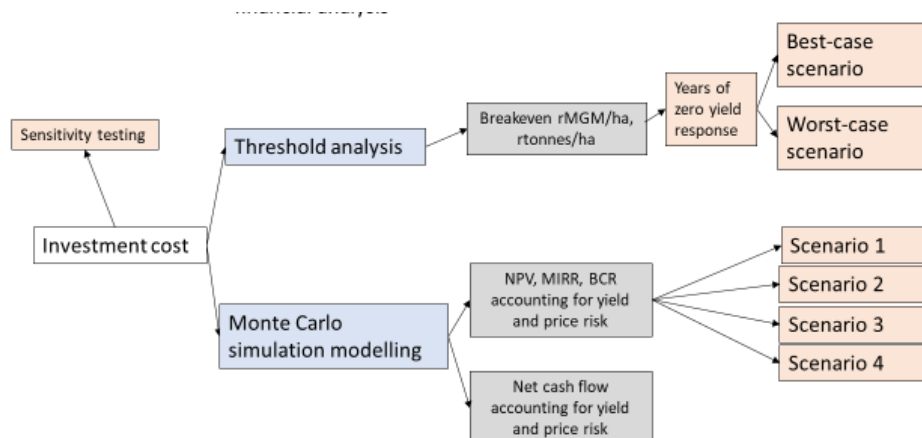 financial analysis
Best-case
scenario
Years of
zero yield
response
Breakeven rMGM/ha,
rtonnes/ha
Sensitivity testing
Threshold analysis
Worst-case
scenario
Investment cost
Scenario 1
NPV, MIRR, BCR
accounting for yield
and price risk
Scenario 2
Monte Carlo
simulation modelling
Scenario 3
Scenario 4
Net cash flow
accounting for yield
and price risk